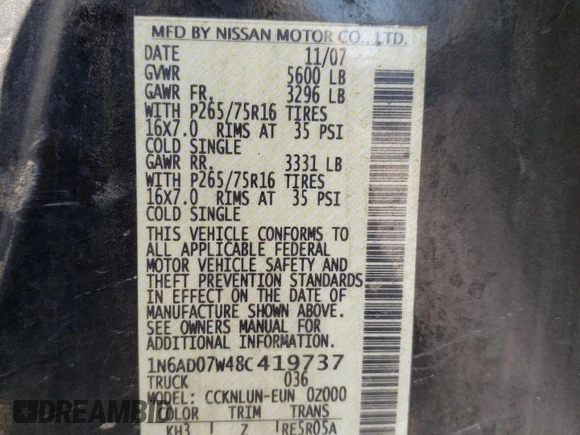 MFD BY NISSAN MOTOR CO., LTD.
DATE 11/07
GVWR 5600 LB
GAWR FR. 3296 LB
WITH P265/75R16 TIRES
16X7.0 RIMS AT 35 PSI
COLD SINGLE
GAWR RR. 3331 LB
WITH P265/75R16 TIRES
16X7.0 RIMS AT 35 PSI
COLD SINGLE
THIS VEHICLE CONFORMS TO
ALL APPLICABLE FEDERAL
MOTOR VEHICLE SAFETY AND
THEFT PREVENTION STANDARDS
IN EFFECT ON THE DATE OF
MANUFACTURE SHOWN ABOVE.
SEE OWNERS MANUAL FOR
ADDITIONAL INFORMATION.
1N6AD07W48C419737
TRUCK 036
MODEL: CCKNLUN-EUN 0Z000
COLOR TRIM TRANS
KH3 Z RE5R05A
STATBIDDER